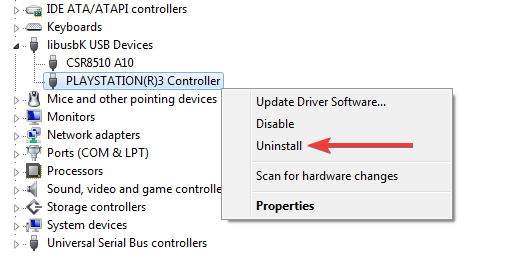 IDE ATA/ATAPI controllers
Keyboards
libusbK USB Devices
CSR8510 A10
PLAYSTATION(R)3 Controller
Mice and other pointing devices
Monitors
Network adapters
Ports (COM & LPT)
Processors
Sound, video and game controlle
Storage controllers
System devices
Universal Serial Bus controllers
Update Driver Software...
Disable
Uninstall
Scan for hardware changes
Properties